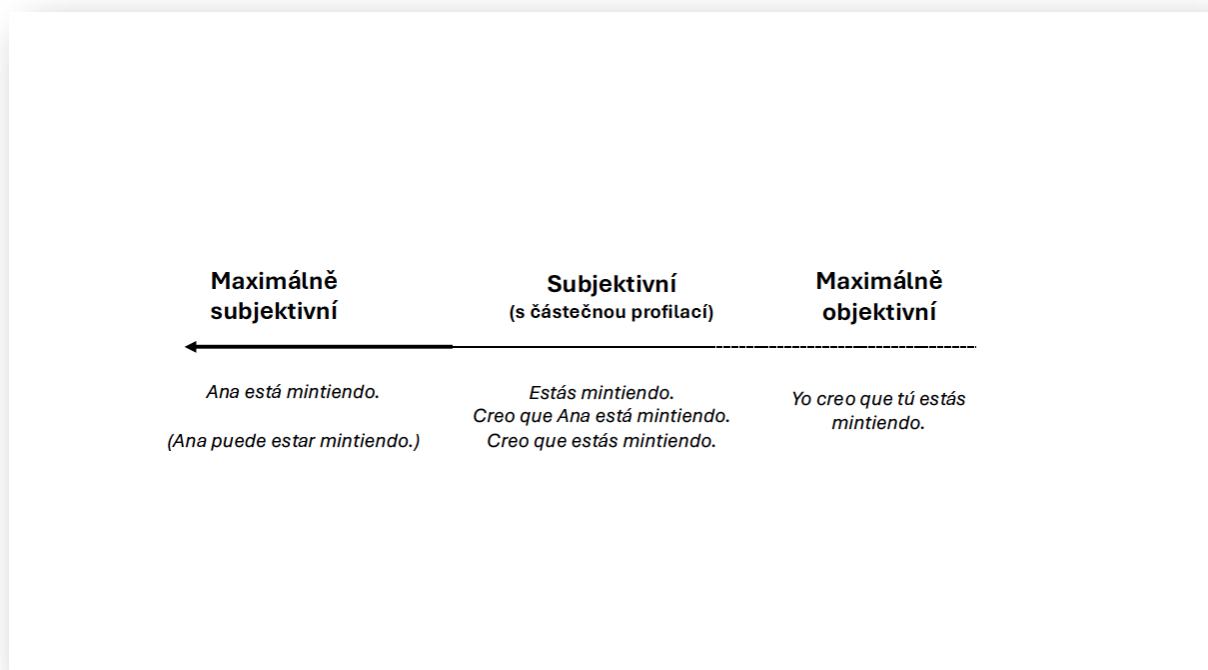 Maximálně
subjektivní
Subjektivní
(s částečnou profilací)
Maximálně
objektivní
Ana está mintiendo.
(Ana puede estar mintiendo.)
Estás mintiendo.
Creo que Ana está mintiendo.
Creo que estás mintiendo.
Yo creo que tú estás
mintiendo.